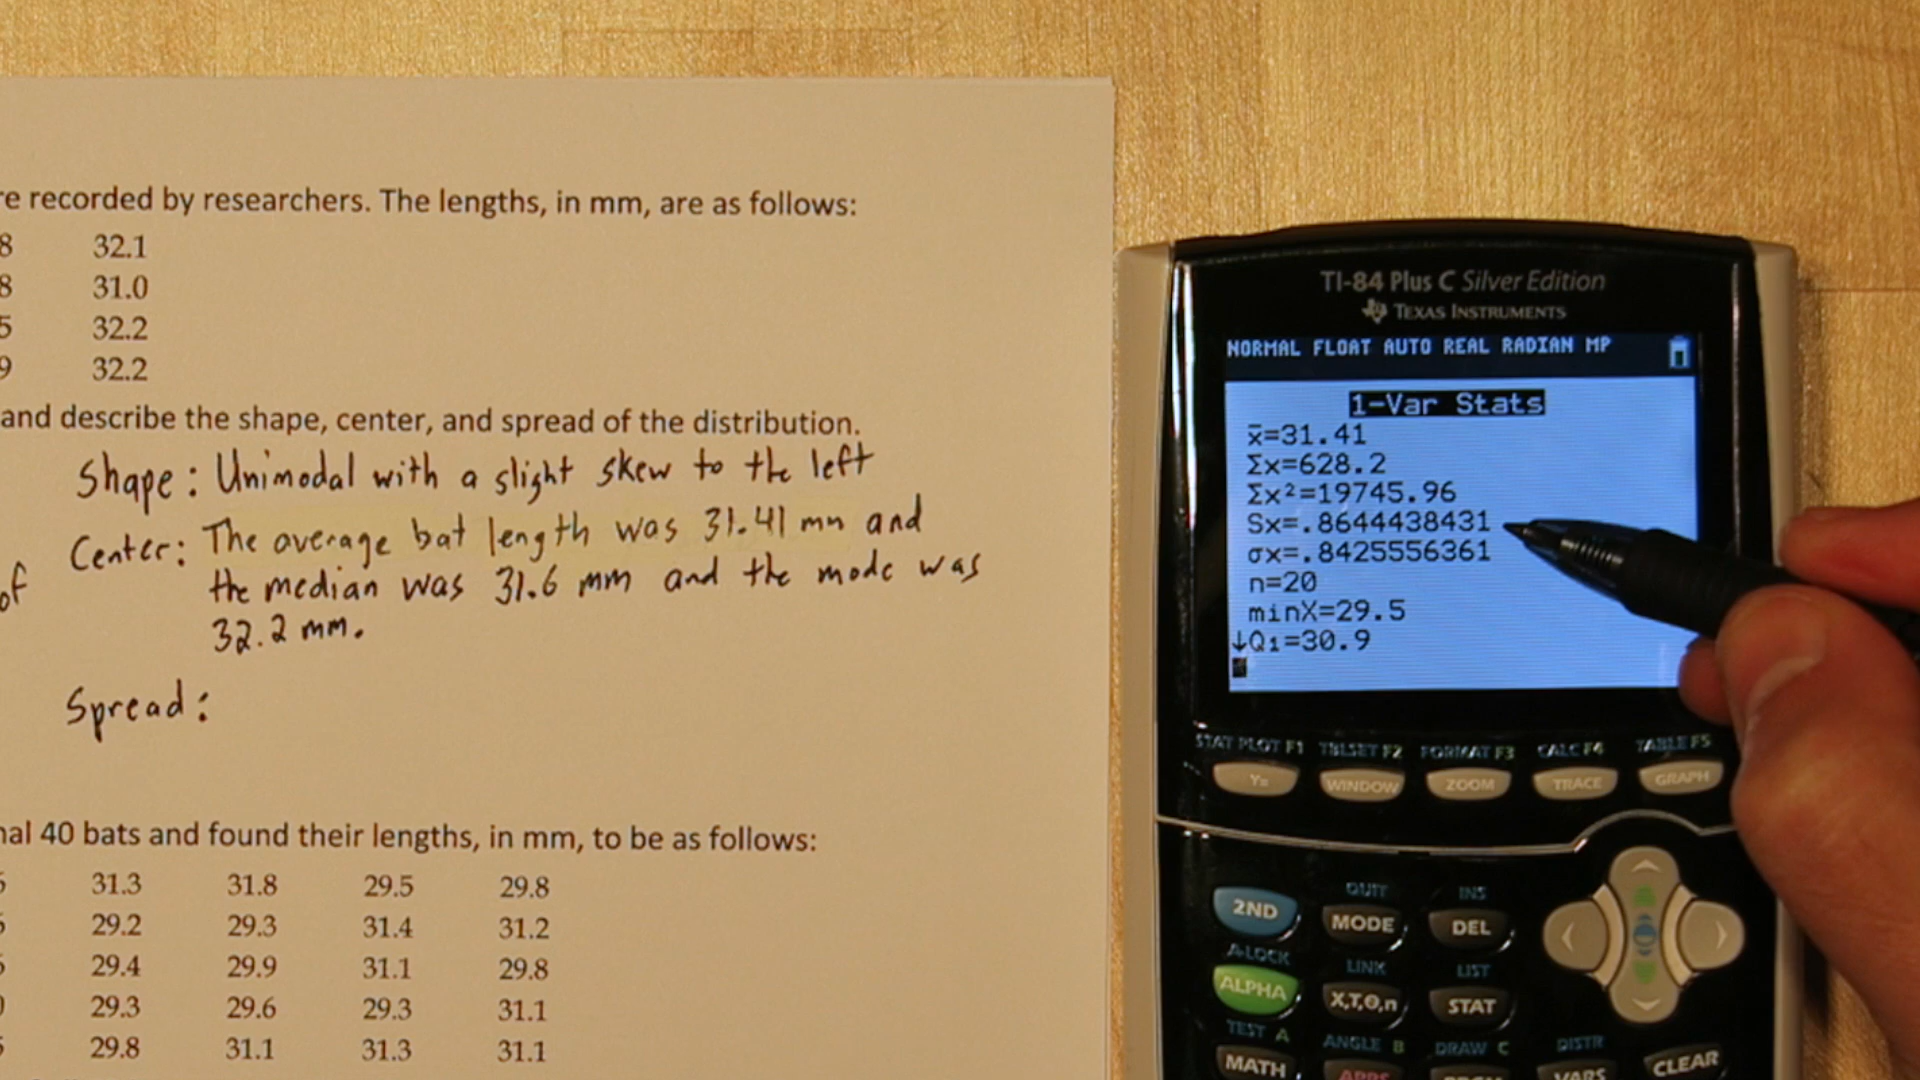 re recorded by researchers. The lengths, in mm, are as follows:
8 32.1
8 31.0
5 32.2
9 32.2
and describe the shape, center, and spread of the distribution.
Shape: Unimodal with a slight skew to the left
Center: The average bat length was 31.41 mm and
of the median was 31.6 mm and the mode was
32.2 mm.
Spread:
nal 40 bats and found their lengths, in mm, to be as follows:
31.3 31.8 29.5 29.8
29.2 29.3 31.4 31.2
29.4 29.9 31.1 29.8
29.3 29.6 29.3 31.1
29.8 31.1 31.3 31.1
TI-84 Plus C Silver Edition
TEXAS INSTRUMENTS
NORMAL FLOAT AUTO REAL RADIAN MP
1-Var Stats
x̄=31.41
Σx=628.2
Σx²=19745.96
Sx=.8644438431
σx=.8425556361
n=20
minX=29.5
↓Q1=30.9
STAT PLOT F1 TBLSET F2 FORMAT F3 CALC F4 TABLE F5
Y= WINDOW ZOOM TRACE GRAPH
QUIT INS
2ND MODE DEL
A-LOCK LINK LIST
ALPHA X,T,θ,n STAT
TEST A ANGLE B DRAW C DISTR
MATH APPS PRGM VARS CLEAR